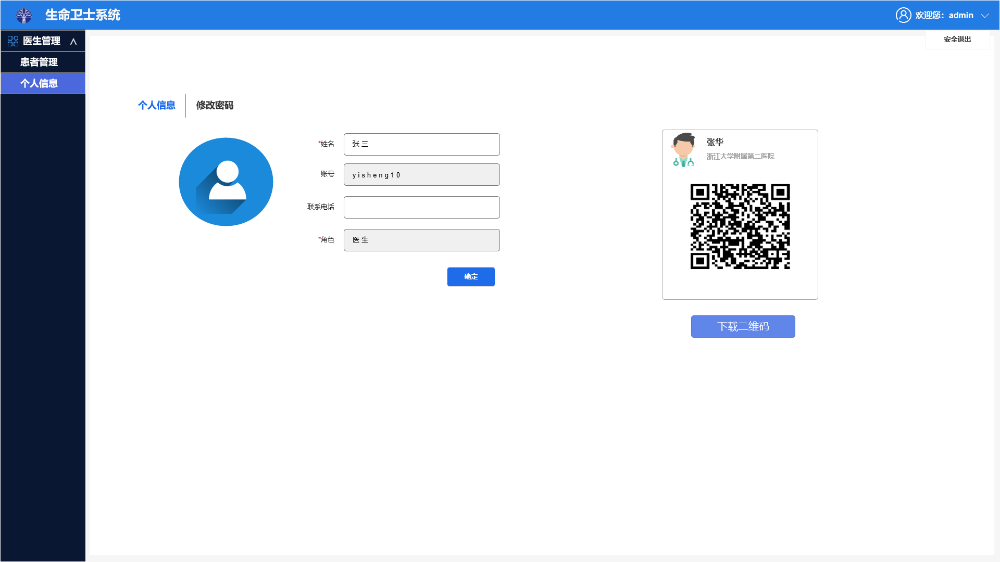 生命卫士系统
欢迎您：admin
安全退出
医生管理
患者管理
个人信息
个人信息
修改密码
*姓名
张三
账号
yisheng10
联系电话
*角色
医生
确定
张华
浙江大学附属第二医院
下载二维码